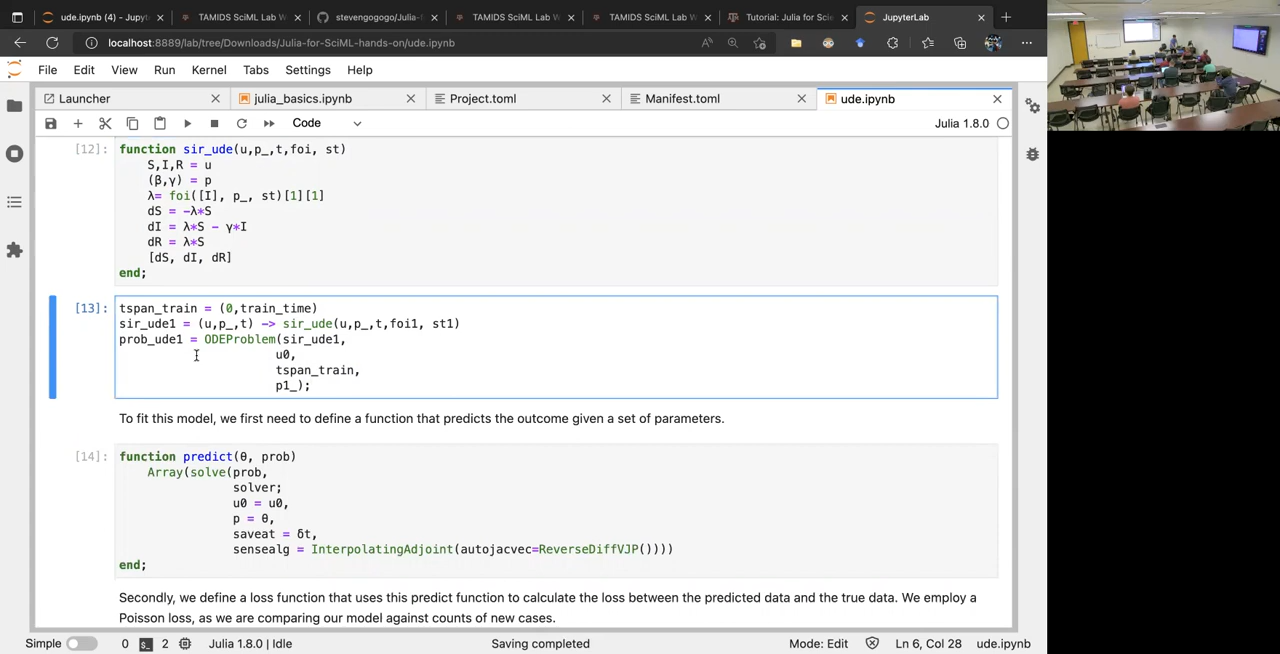 ude.ipynb (4) - Jupyt
TAMIDS SciML Lab W
stevengogogo/Julia-f
TAMIDS SciML Lab W
TAMIDS SciML Lab W
Tutorial: Julia for Scie
JupyterLab
localhost:8889/lab/tree/Downloads/Julia-for-SciML-hands-on/ude.ipynb
File Edit View Run Kernel Tabs Settings Help
Launcher julia_basics.ipynb Project.toml Manifest.toml ude.ipynb
Code Julia 1.8.0
[12]: function sir_ude(u,p_,t,foi, st)
S,I,R = u
(β,γ) = p
λ= foi([I], p_, st)[1][1]
dS = -λ*S
dI = λ*S - γ*I
dR = λ*S
[dS, dI, dR]
end;
[13]: tspan_train = (0,train_time)
sir_ude1 = (u,p_,t) -> sir_ude(u,p_,t,foi1, st1)
prob_ude1 = ODEProblem(sir_ude1,
u0,
tspan_train,
p1_);
To fit this model, we first need to define a function that predicts the outcome given a set of parameters.
[14]: function predict(θ, prob)
Array(solve(prob,
solver;
u0 = u0,
p = θ,
saveat = δt,
sensealg = InterpolatingAdjoint(autojacvec=ReverseDiffVJP())))
end;
Secondly, we define a loss function that uses this predict function to calculate the loss between the predicted data and the true data. We employ a
Poisson loss, as we are comparing our model against counts of new cases.
Simple 0 2 Julia 1.8.0 | Idle Saving completed Mode: Edit Ln 6, Col 28 ude.ipynb